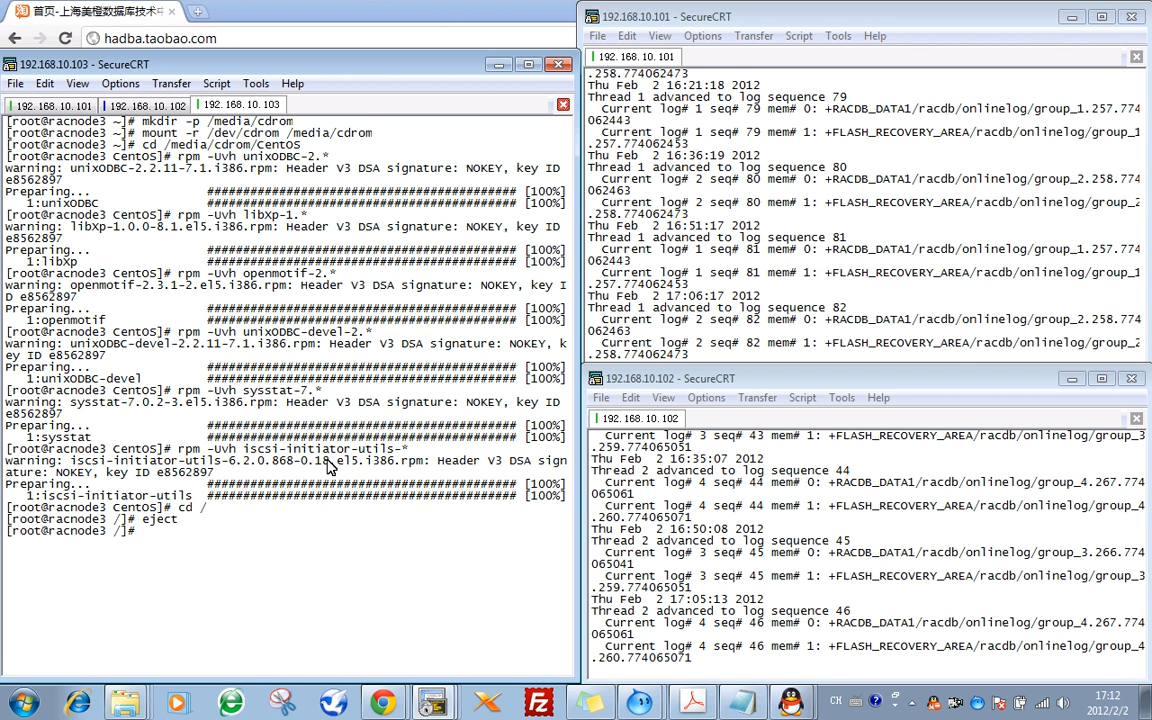 首页-上海美橙数据库技术中
hadba.taobao.com
192.168.10.103 - SecureCRT
File Edit View Options Transfer Script Tools Help
192.168.10.101 192.168.10.102 192.168.10.103
[root@racnode3 ~]# mkdir -p /media/cdrom
[root@racnode3 ~]# mount -r /dev/cdrom /media/cdrom
[root@racnode3 ~]# cd /media/cdrom/CentOS
[root@racnode3 CentOS]# rpm -Uvh unixODBC-2.*
warning: unixODBC-2.2.11-7.1.i386.rpm: Header V3 DSA signature: NOKEY, key ID
e8562897
Preparing... ########################################### [100%]
1:unixODBC ########################################### [100%]
[root@racnode3 CentOS]# rpm -Uvh libXp-1.*
warning: libXp-1.0.0-8.1.el5.i386.rpm: Header V3 DSA signature: NOKEY, key ID
e8562897
Preparing... ########################################### [100%]
1:libXp ########################################### [100%]
[root@racnode3 CentOS]# rpm -Uvh openmotif-2.*
warning: openmotif-2.3.1-2.el5.i386.rpm: Header V3 DSA signature: NOKEY, key I
D e8562897
Preparing... ########################################### [100%]
1:openmotif ########################################### [100%]
[root@racnode3 CentOS]# rpm -Uvh unixODBC-devel-2.*
warning: unixODBC-devel-2.2.11-7.1.i386.rpm: Header V3 DSA signature: NOKEY, k
ey ID e8562897
Preparing... ########################################### [100%]
1:unixODBC-devel ########################################### [100%]
[root@racnode3 CentOS]# rpm -Uvh sysstat-7.*
warning: sysstat-7.0.2-3.el5.i386.rpm: Header V3 DSA signature: NOKEY, key ID
e8562897
Preparing... ########################################### [100%]
1:sysstat ########################################### [100%]
[root@racnode3 CentOS]# rpm -Uvh iscsi-initiator-utils-*
warning: iscsi-initiator-utils-6.2.0.868-0.18.el5.i386.rpm: Header V3 DSA sign
ature: NOKEY, key ID e8562897
Preparing... ########################################### [100%]
1:iscsi-initiator-utils ########################################### [100%]
[root@racnode3 CentOS]# cd /
[root@racnode3 /]# eject
[root@racnode3 /]#
192.168.10.101 - SecureCRT
File Edit View Options Transfer Script Tools Help
192.168.10.101
.258.774062473
Thu Feb 2 16:21:18 2012
Thread 1 advanced to log sequence 79
Current log# 1 seq# 79 mem# 0: +RACDB_DATA1/racdb/onlinelog/group_1.257.774
062443
Current log# 1 seq# 79 mem# 1: +FLASH_RECOVERY_AREA/racdb/onlinelog/group_1
.257.774062453
Thu Feb 2 16:36:19 2012
Thread 1 advanced to log sequence 80
Current log# 2 seq# 80 mem# 0: +RACDB_DATA1/racdb/onlinelog/group_2.258.774
062463
Current log# 2 seq# 80 mem# 1: +FLASH_RECOVERY_AREA/racdb/onlinelog/group_2
.258.774062473
Thu Feb 2 16:51:17 2012
Thread 1 advanced to log sequence 81
Current log# 1 seq# 81 mem# 0: +RACDB_DATA1/racdb/onlinelog/group_1.257.774
062443
Current log# 1 seq# 81 mem# 1: +FLASH_RECOVERY_AREA/racdb/onlinelog/group_1
.257.774062453
Thu Feb 2 17:06:17 2012
Thread 1 advanced to log sequence 82
Current log# 2 seq# 82 mem# 0: +RACDB_DATA1/racdb/onlinelog/group_2.258.774
062463
Current log# 2 seq# 82 mem# 1: +FLASH_RECOVERY_AREA/racdb/onlinelog/group_2
.258.774062473
192.168.10.102 - SecureCRT
File Edit View Options Transfer Script Tools Help
192.168.10.102
Current log# 3 seq# 43 mem# 1: +FLASH_RECOVERY_AREA/racdb/onlinelog/group_3
.259.774065051
Thu Feb 2 16:35:07 2012
Thread 2 advanced to log sequence 44
Current log# 4 seq# 44 mem# 0: +RACDB_DATA1/racdb/onlinelog/group_4.267.774
065061
Current log# 4 seq# 44 mem# 1: +FLASH_RECOVERY_AREA/racdb/onlinelog/group_4
.260.774065071
Thu Feb 2 16:50:08 2012
Thread 2 advanced to log sequence 45
Current log# 3 seq# 45 mem# 0: +RACDB_DATA1/racdb/onlinelog/group_3.266.774
065041
Current log# 3 seq# 45 mem# 1: +FLASH_RECOVERY_AREA/racdb/onlinelog/group_3
.259.774065051
Thu Feb 2 17:05:13 2012
Thread 2 advanced to log sequence 46
Current log# 4 seq# 46 mem# 0: +RACDB_DATA1/racdb/onlinelog/group_4.267.774
065061
Current log# 4 seq# 46 mem# 1: +FLASH_RECOVERY_AREA/racdb/onlinelog/group_4
.260.774065071
CH
17:12
2012/2/2